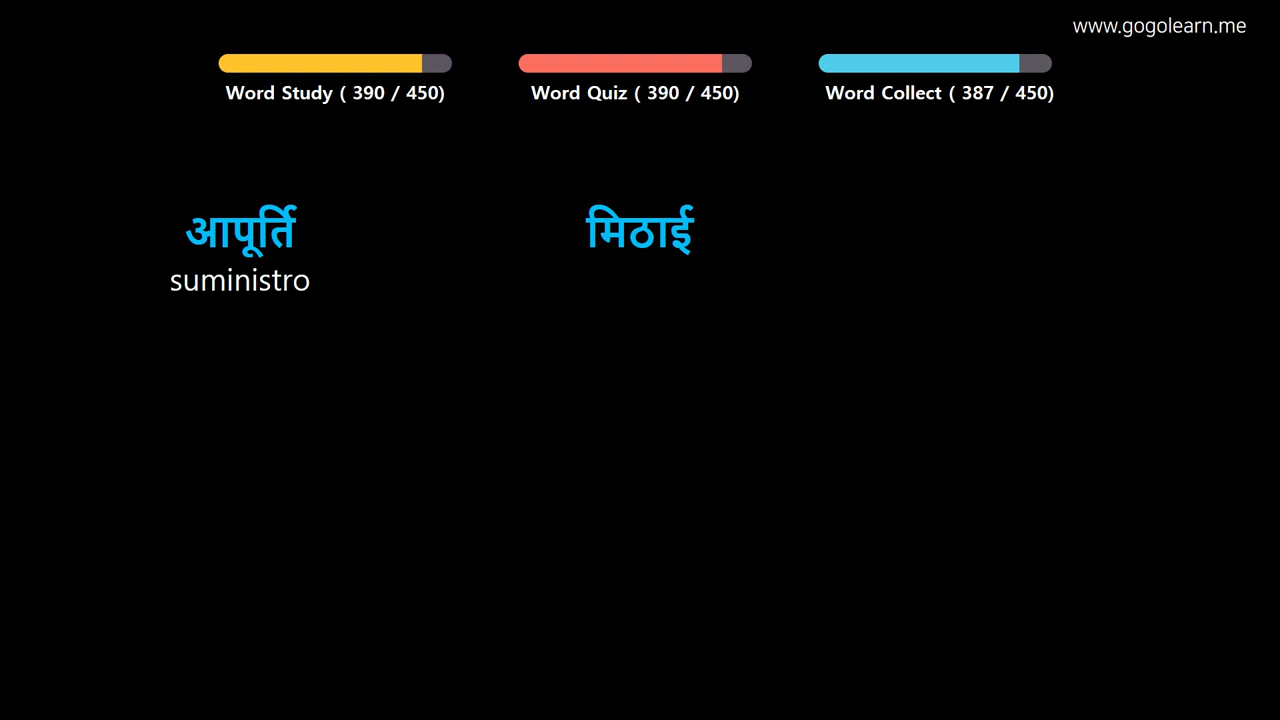 www.gogolearn.me
Word Study ( 390 / 450)
Word Quiz ( 390 / 450)
Word Collect ( 387 / 450)
आपूर्ति
मिठाई
suministro